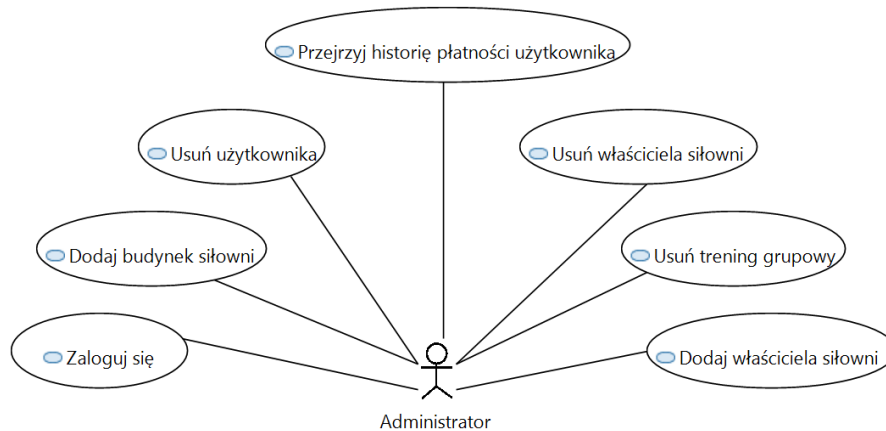 Przejrzyj historię płatności użytkownika
Usuń użytkownika
Usuń właściciela siłowni
Dodaj budynek siłowni
Usuń trening grupowy
Zaloguj się
Dodaj właściciela siłowni
Administrator